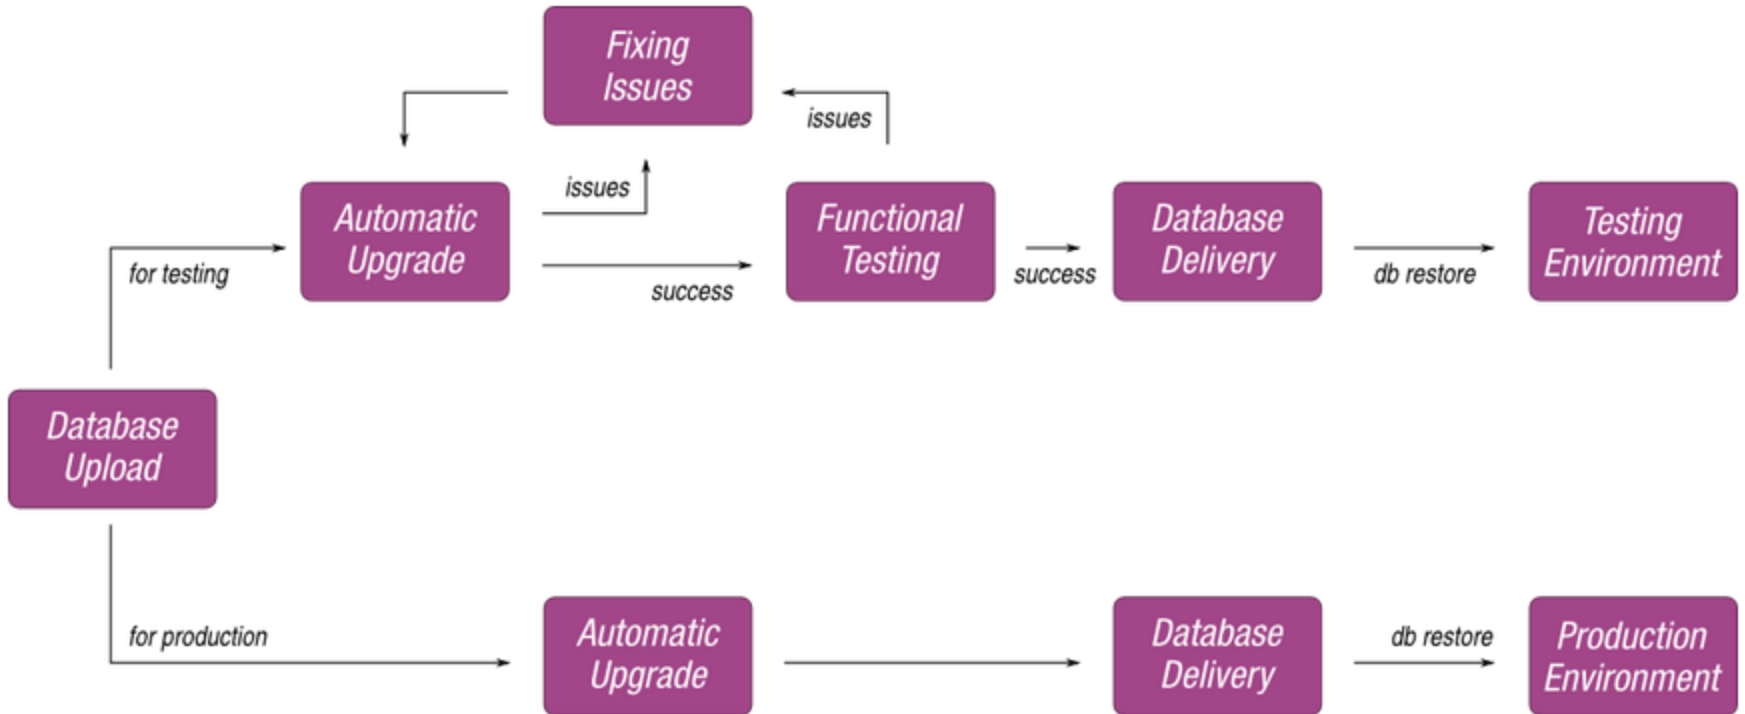 Fixing
Issues
issues
issues
Automatic
Upgrade
Functional
Testing
Database
Delivery
Testing
Environment
for testing
success
success
db restore
Database
Upload
for production
Automatic
Upgrade
Database
Delivery
db restore
Production
Environment